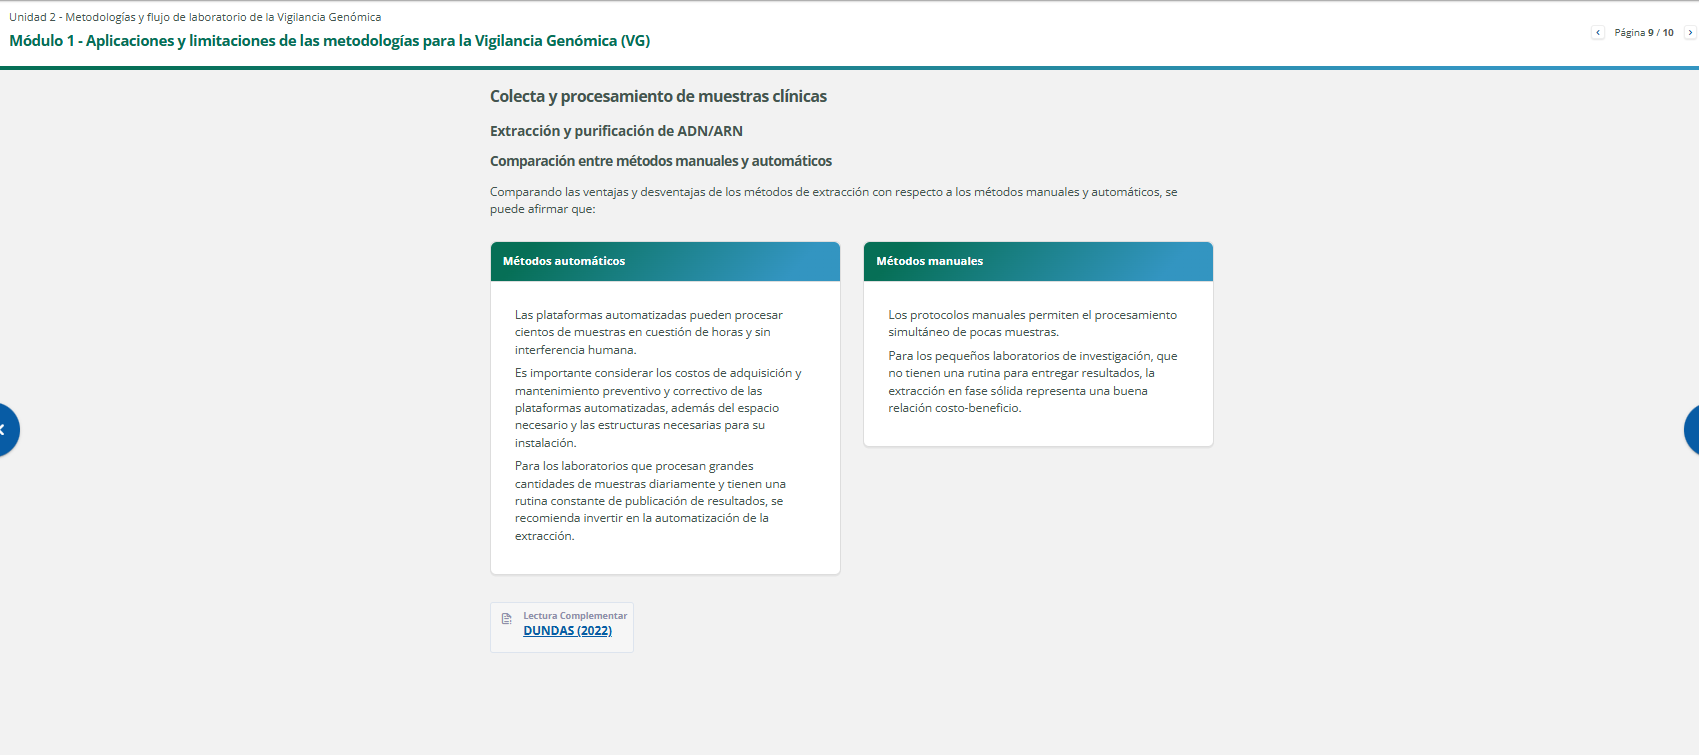 Unidad 2 - Metodologías y flujo de laboratorio de la Vigilancia Genómica
Módulo 1 - Aplicaciones y limitaciones de las metodologías para la Vigilancia Genómica (VG)
Página 9 / 10
Colecta y procesamiento de muestras clínicas
Extracción y purificación de ADN/ARN
Comparación entre métodos manuales y automáticos
Comparando las ventajas y desventajas de los métodos de extracción con respecto a los métodos manuales y automáticos, se
puede afirmar que:
Métodos automáticos
Las plataformas automatizadas pueden procesar
cientos de muestras en cuestión de horas y sin
interferencia humana.
Es importante considerar los costos de adquisición y
mantenimiento preventivo y correctivo de las
plataformas automatizadas, además del espacio
necesario y las estructuras necesarias para su
instalación.
Para los laboratorios que procesan grandes
cantidades de muestras diariamente y tienen una
rutina constante de publicación de resultados, se
recomienda invertir en la automatización de la
extracción.
Métodos manuales
Los protocolos manuales permiten el procesamiento
simultáneo de pocas muestras.
Para los pequeños laboratorios de investigación, que
no tienen una rutina para entregar resultados, la
extracción en fase sólida representa una buena
relación costo-beneficio.
Lectura Complementar
DUNDAS (2022)